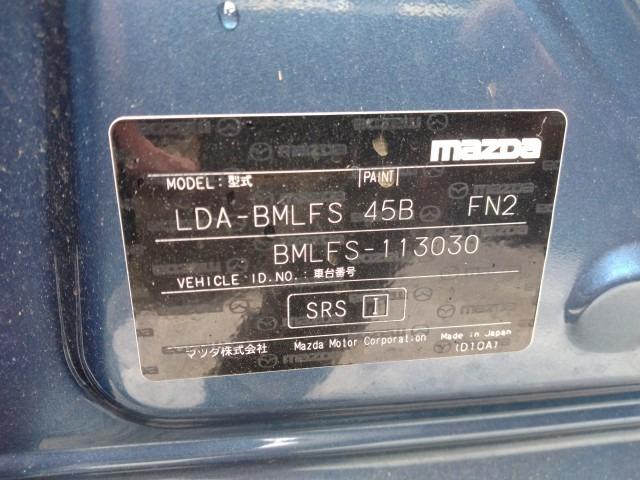 mazda
MODEL:型式 PAINT
LDA-BMLFS 45B FN2
BMLFS-113030
VEHICLE ID.NO.:車台番号
SRS I
マツダ株式会社 Mazda Motor Corporation Made in Japan
(D10A)